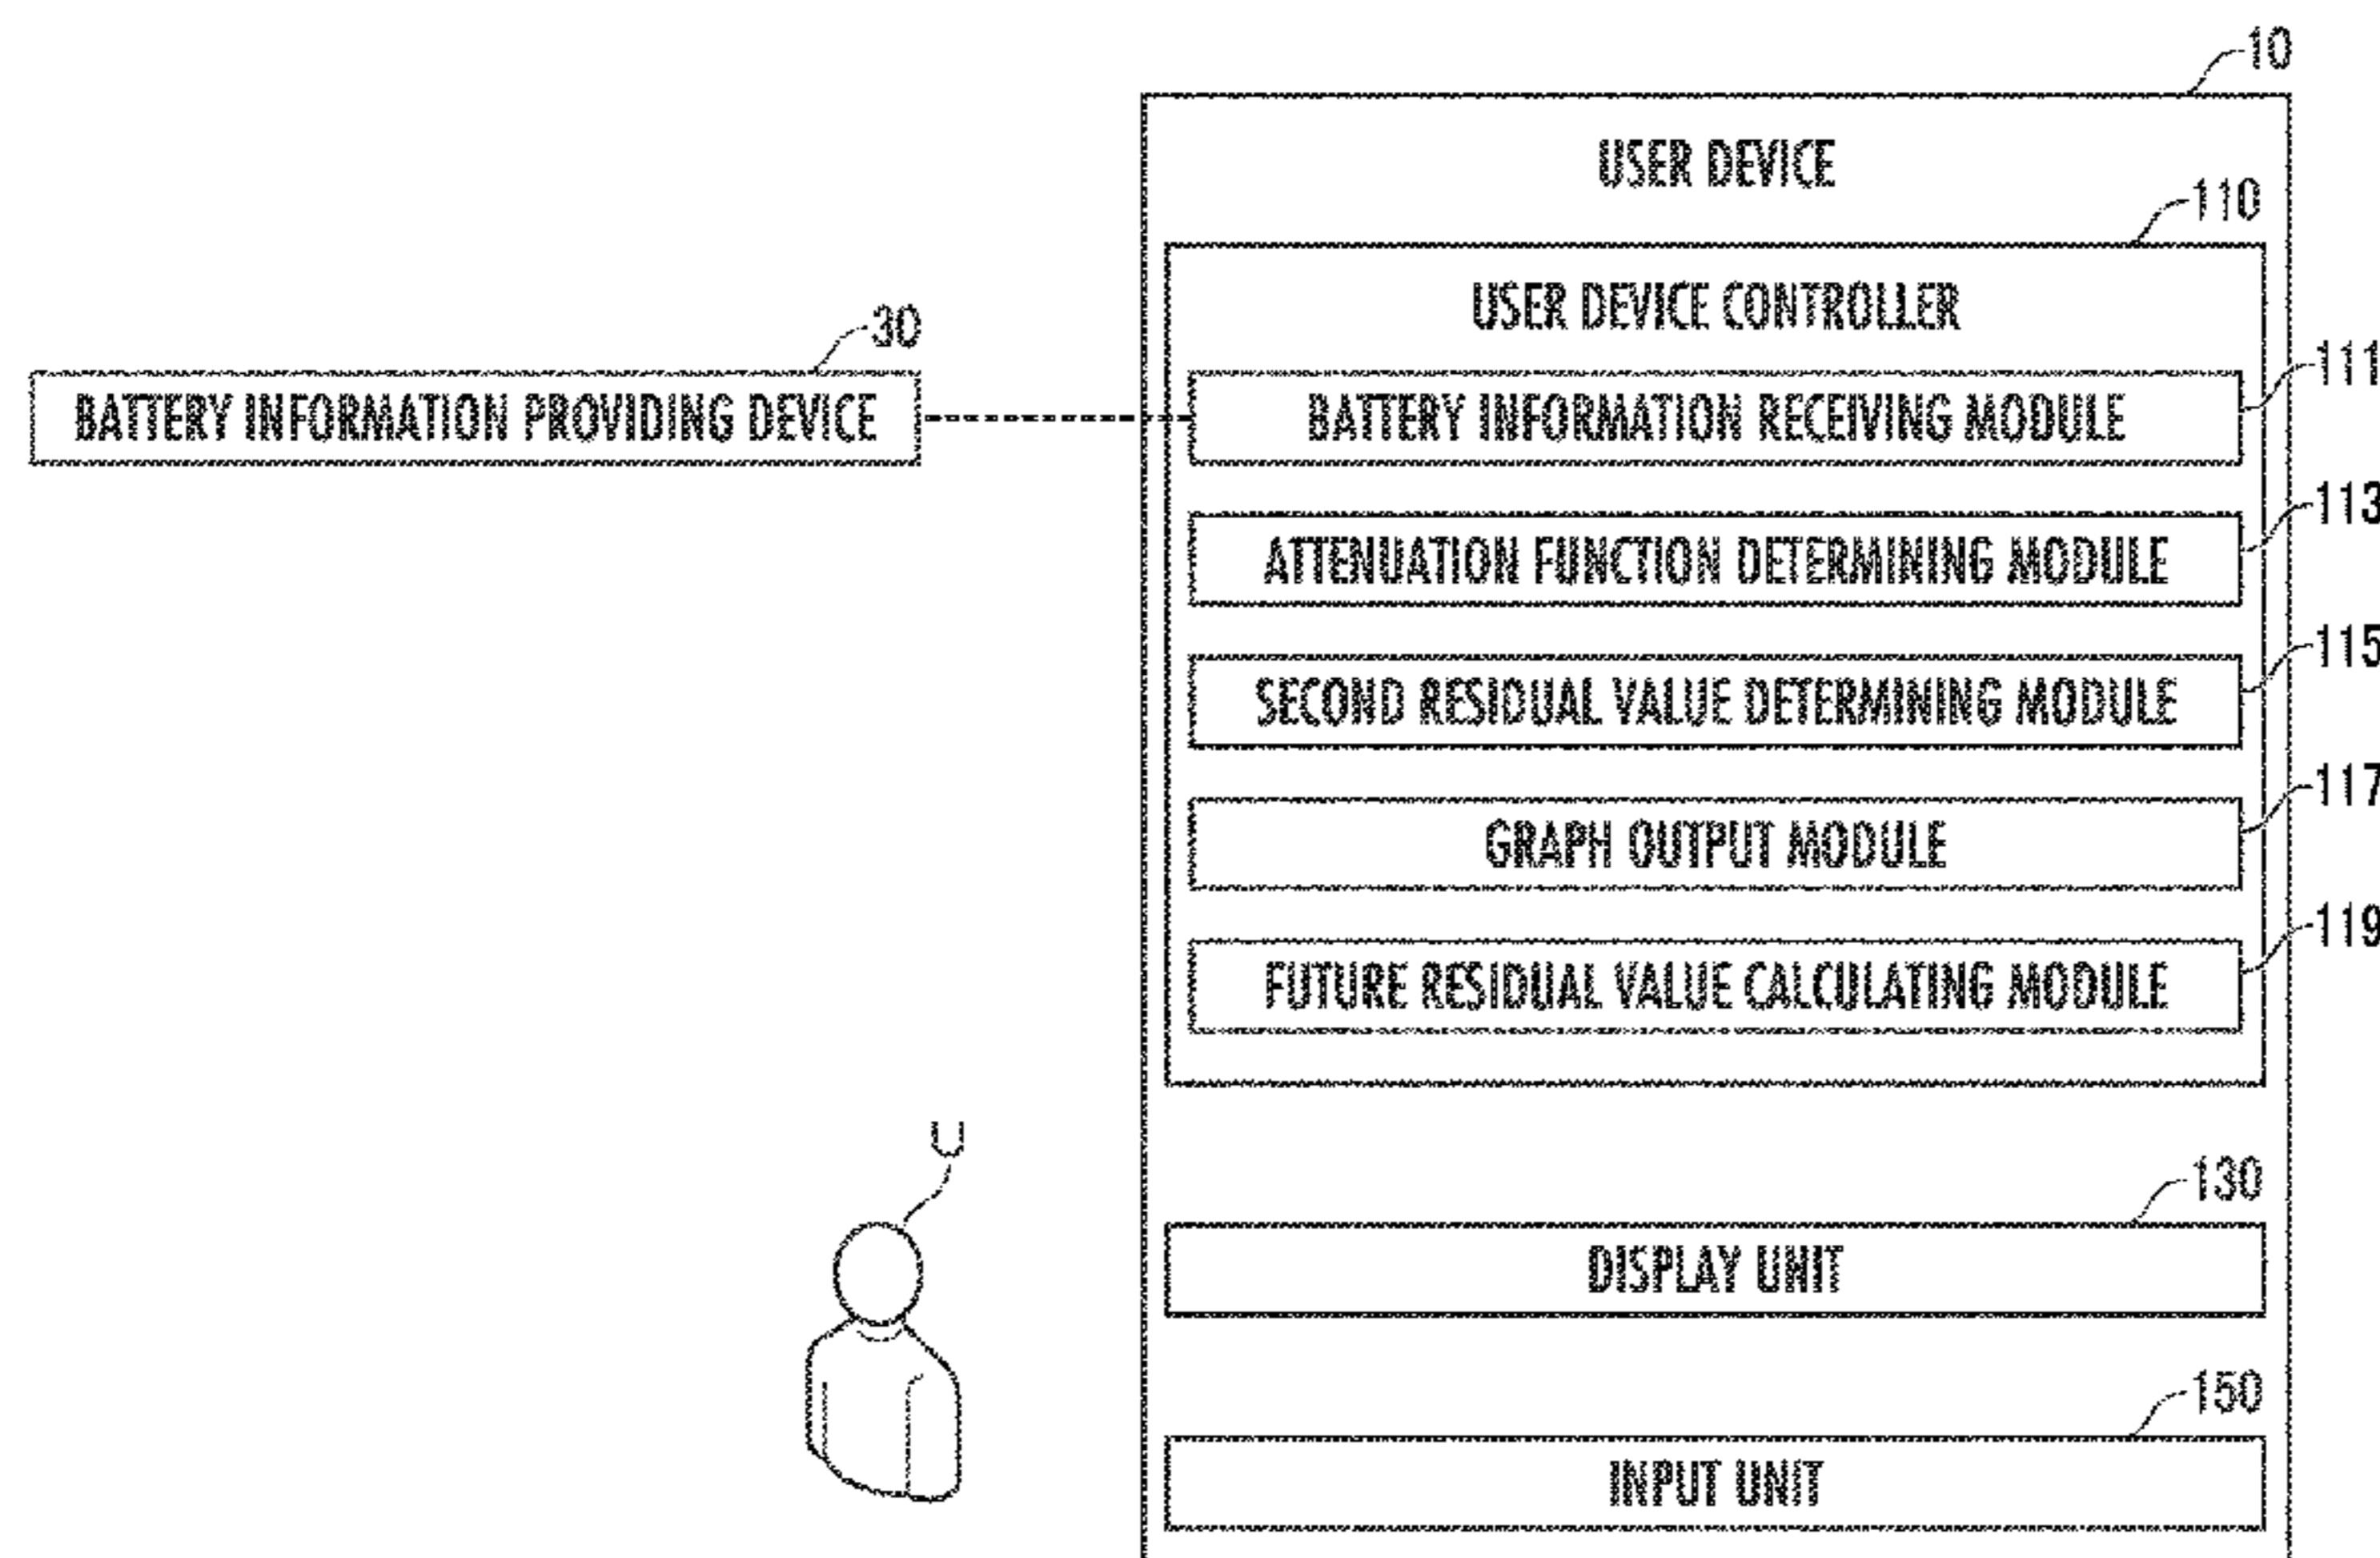 10
USER DEVICE
110
USER DEVICE CONTROLLER
30
111
BATTERY INFORMATION PROVIDING DEVICE
BATTERY INFORMATION RECEIVING MODULE
113
ATTENUATION FUNCTION DETERMINING MODULE
115
SECOND RESIDUAL VALUE DETERMINING MODULE
117
GRAPH OUTPUT MODULE
119
FUTURE RESIDUAL VALUE CALCULATING MODULE
U
130
DISPLAY UNIT
150
INPUT UNIT